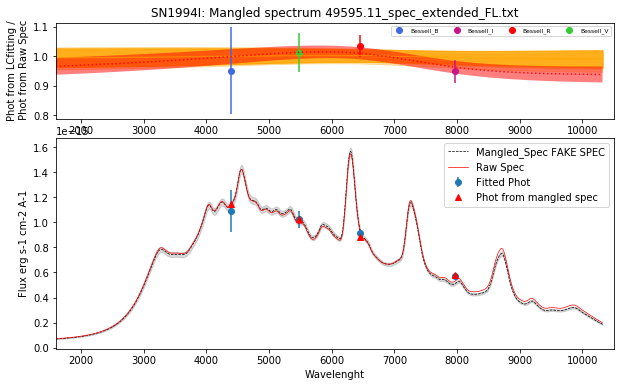 SN1994I: Mangled spectrum 49595.11_spec_extended_FL.txt
Phot from LCfitting /
Phot from Raw Spec
1.1
1.0
0.9
0.8
Bessell_B
Bessell_I
Bessell_R
Bessell_V
2000 3000 4000 5000 6000 7000 8000 9000 10000
Flux erg s-1 cm-2 A-1
1.6
1.4
1.2
1.0
0.8
0.6
0.4
0.2
0.0
Mangled_Spec FAKE SPEC
Raw Spec
Fitted Phot
Phot from mangled spec
2000 3000 4000 5000 6000 7000 8000 9000 10000
Wavelenght